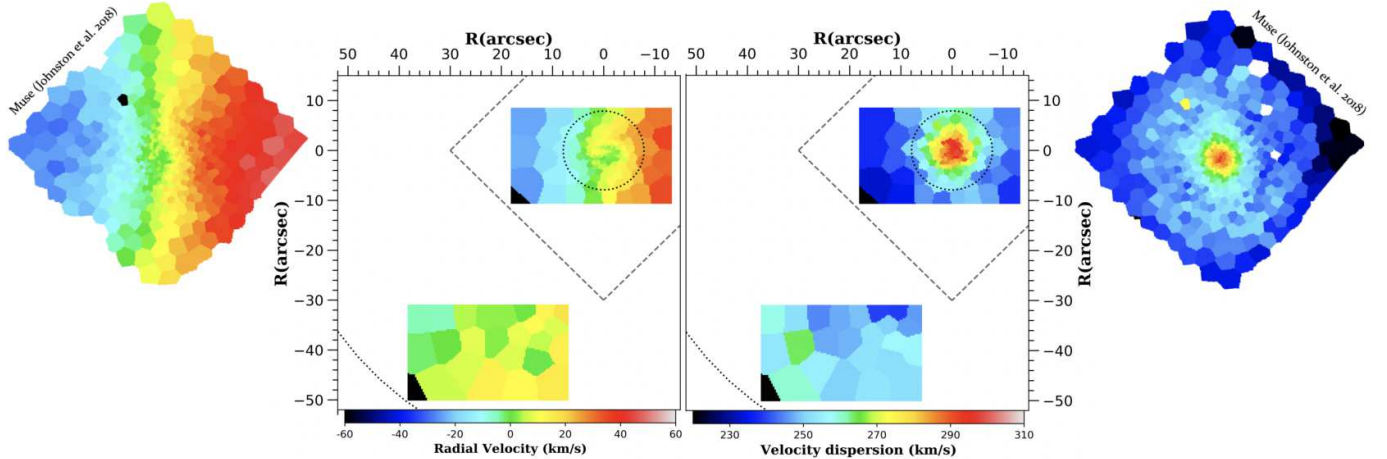 Muse (Johnston et al. 2018)
R(arcsec)
50 40 30 20 10 0 −10
R(arcsec)
50 40 30 20 10 0 −10
Muse (Johnston et al. 2018)
R(arcsec)
10
0
−10
−20
−30
−40
−50
10
0
−10
−20
−30
−40
−50
R(arcsec)
-60 -40 -20 0 20 40 60
Radial Velocity (km/s)
230 250 270 290 310
Velocity dispersion (km/s)